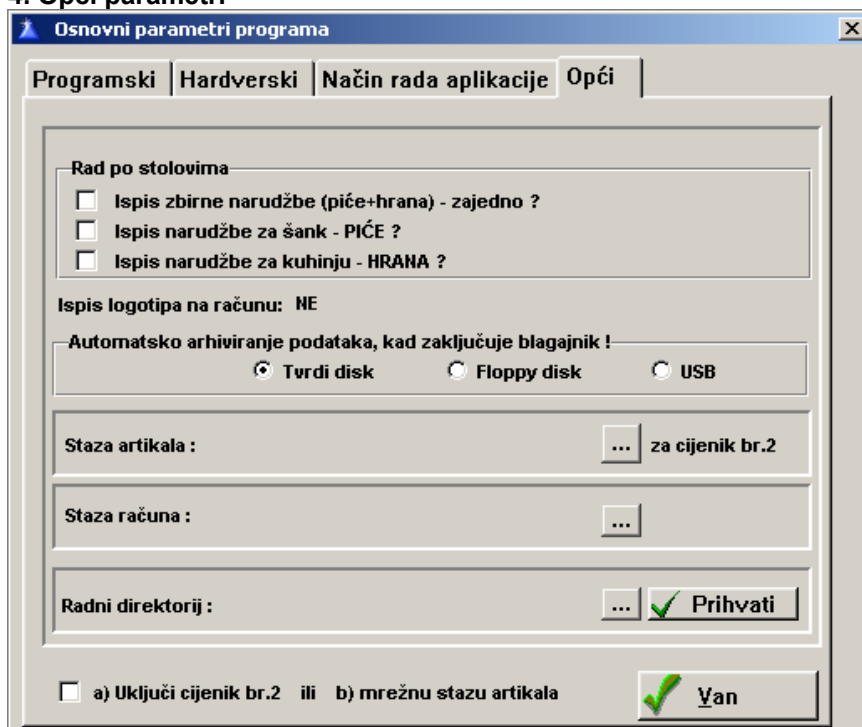 4. Opći parametri
Osnovni parametri programa
Programski Hardverski Način rada aplikacije Opći
Rad po stolovima
Ispis zbirne narudžbe (piće+hrana) - zajedno ?
Ispis narudžbe za šank - PIĆE ?
Ispis narudžbe za kuhinju - HRANA ?
Ispis logotipa na računu: NE
Automatsko arhiviranje podataka, kad zaključuje blagajnik !
Tvrdi disk Floppy disk USB
Staza artikala : ... za cijenik br.2
Staza računa : ...
Radni direktorij : ... Prihvati
a) Uključi cijenik br.2 ili b) mrežnu stazu artikala Van